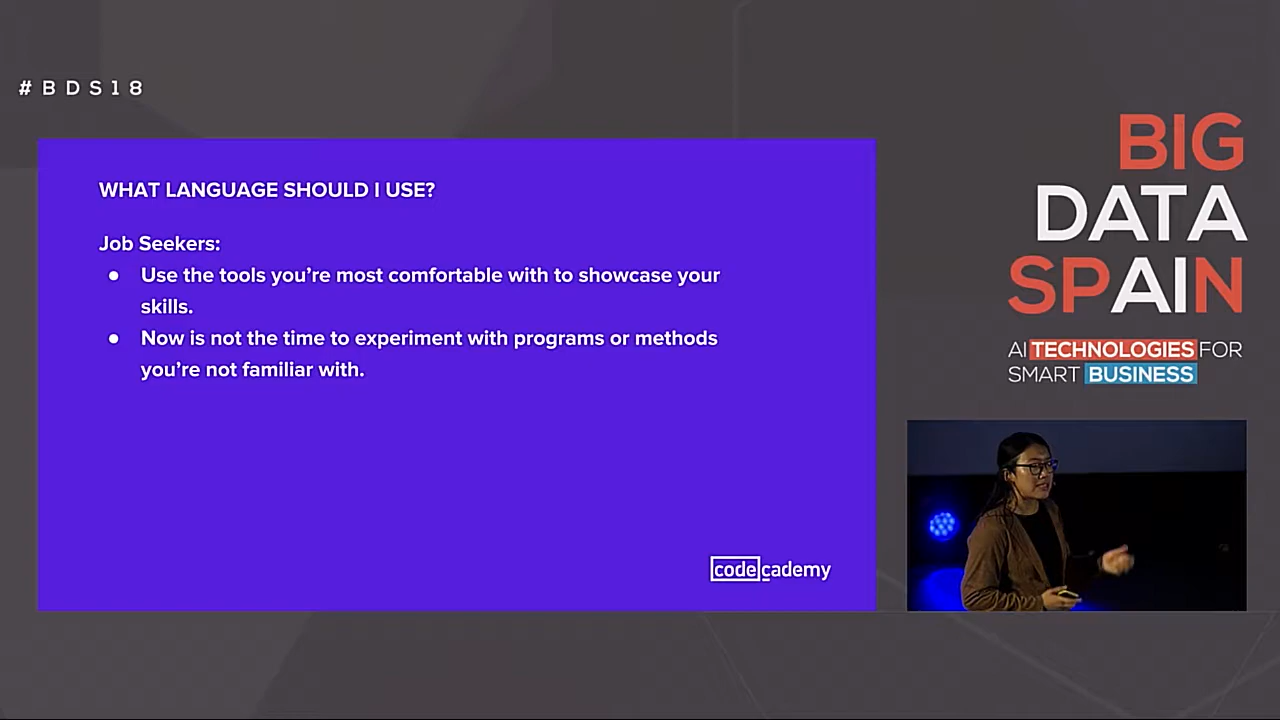 #BDS18
WHAT LANGUAGE SHOULD I USE?
Job Seekers:
● Use the tools you're most comfortable with to showcase your
skills.
● Now is not the time to experiment with programs or methods
you're not familiar with.
codecademy
BIG
DATA
SPAIN
AI TECHNOLOGIES FOR
SMART BUSINESS